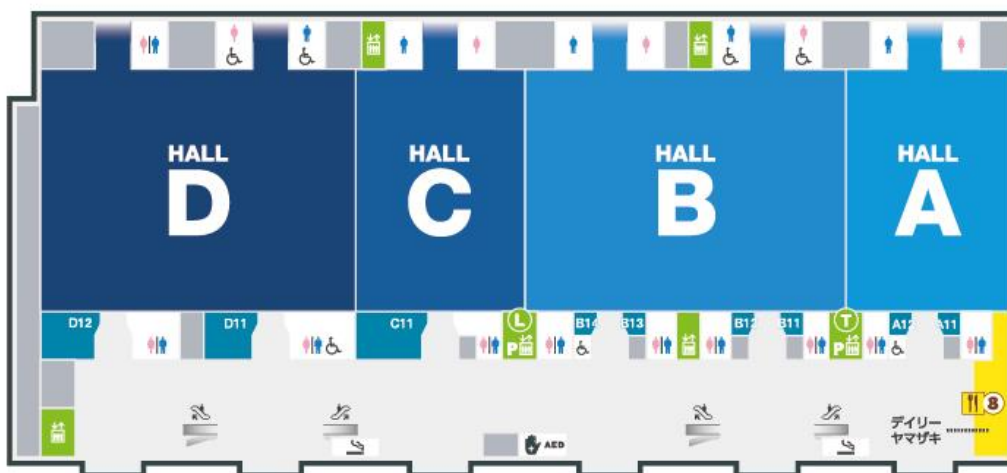 HALL
D
HALL
C
HALL
B
HALL
A
D12
D11
C11
L
P
B14
B13
B12
B11
T
P
A12
A11
AED
8
デイリー
ヤマザキ